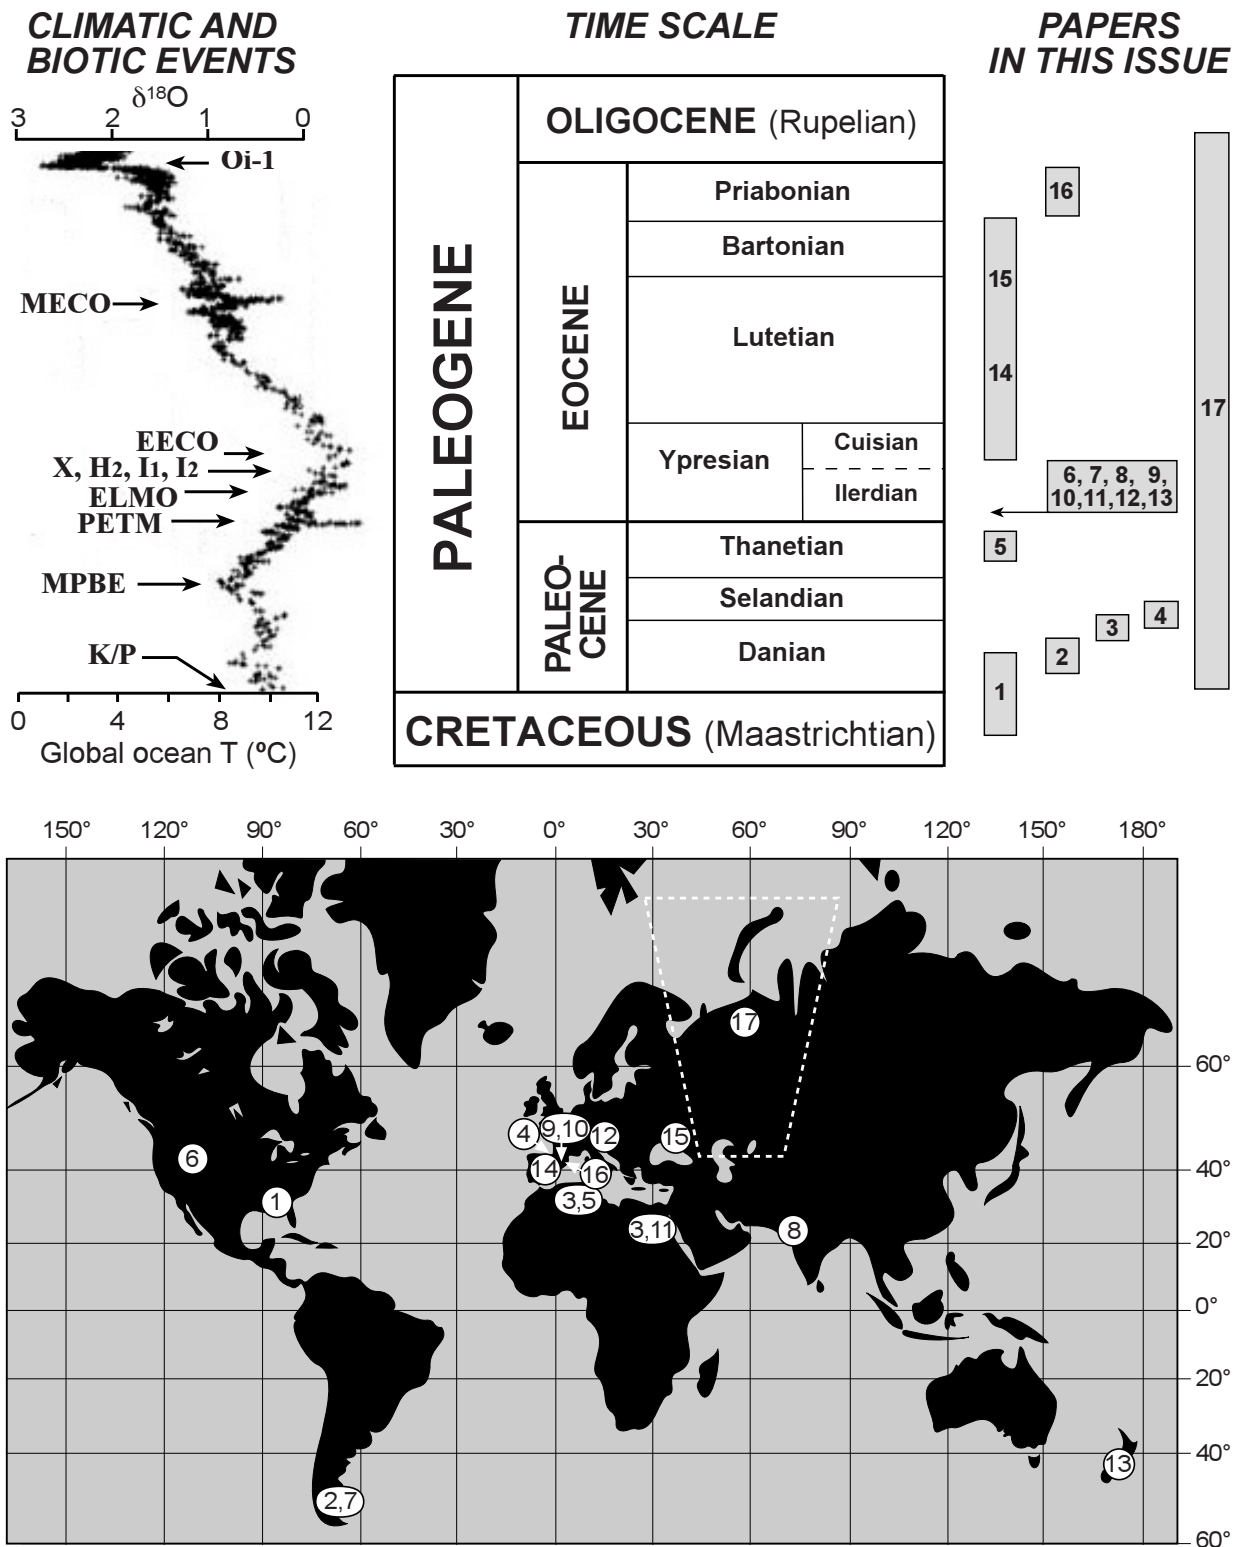 CLIMATIC AND
BIOTIC EVENTS
δ¹⁸O
3 2 1 0
Oi-1
MECO
EECO
X, H2, I1, I2
ELMO
PETM
MPBE
K/P
0 4 8 12
Global ocean T (ºC)
TIME SCALE
PALEOGENE
OLIGOCENE (Rupelian)
EOCENE
Priabonian
Bartonian
Lutetian
Ypresian
Cuisian
Ilerdian
PALEO-
CENE
Thanetian
Selandian
Danian
CRETACEOUS (Maastrichtian)
PAPERS
IN THIS ISSUE
16
15
14
17
6, 7, 8, 9,
10,11,12,13
5
4
3
2
1
150° 120° 90° 60° 30° 0° 30° 60° 90° 120° 150° 180°
17
60°
4
9,10
12
15
6
14
16
40°
1
3,5
3,11
8
20°
0°
20°
40°
13
2,7
60°